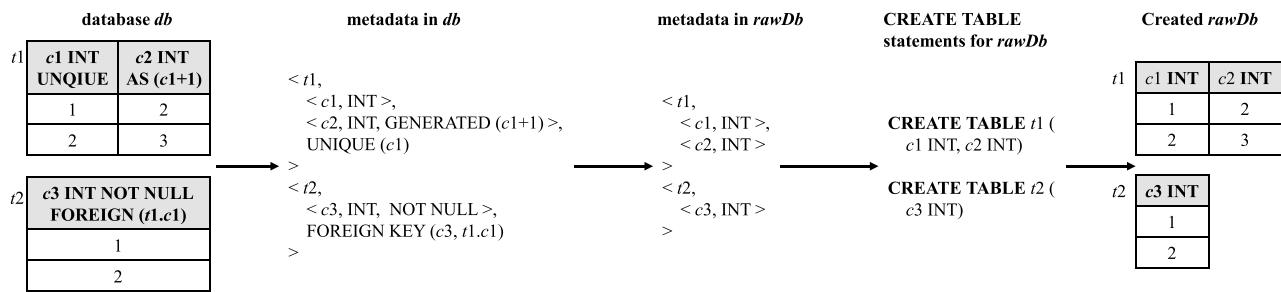 database db
t1
c1 INT
UNQIUE
c2 INT
AS (c1+1)
1
2
2
3
t2
c3 INT NOT NULL
FOREIGN (t1.c1)
1
2
metadata in db
< t1,
< c1, INT >,
< c2, INT, GENERATED (c1+1) >,
UNIQUE (c1)
>
< t2,
< c3, INT, NOT NULL >,
FOREIGN KEY (c3, t1.c1)
>
metadata in rawDb
< t1,
< c1, INT >,
< c2, INT >
>
< t2,
< c3, INT >
>
CREATE TABLE
statements for rawDb
CREATE TABLE t1 (
c1 INT, c2 INT)
CREATE TABLE t2 (
c3 INT)
Created rawDb
t1
c1 INT
c2 INT
1
2
2
3
t2
c3 INT
1
2